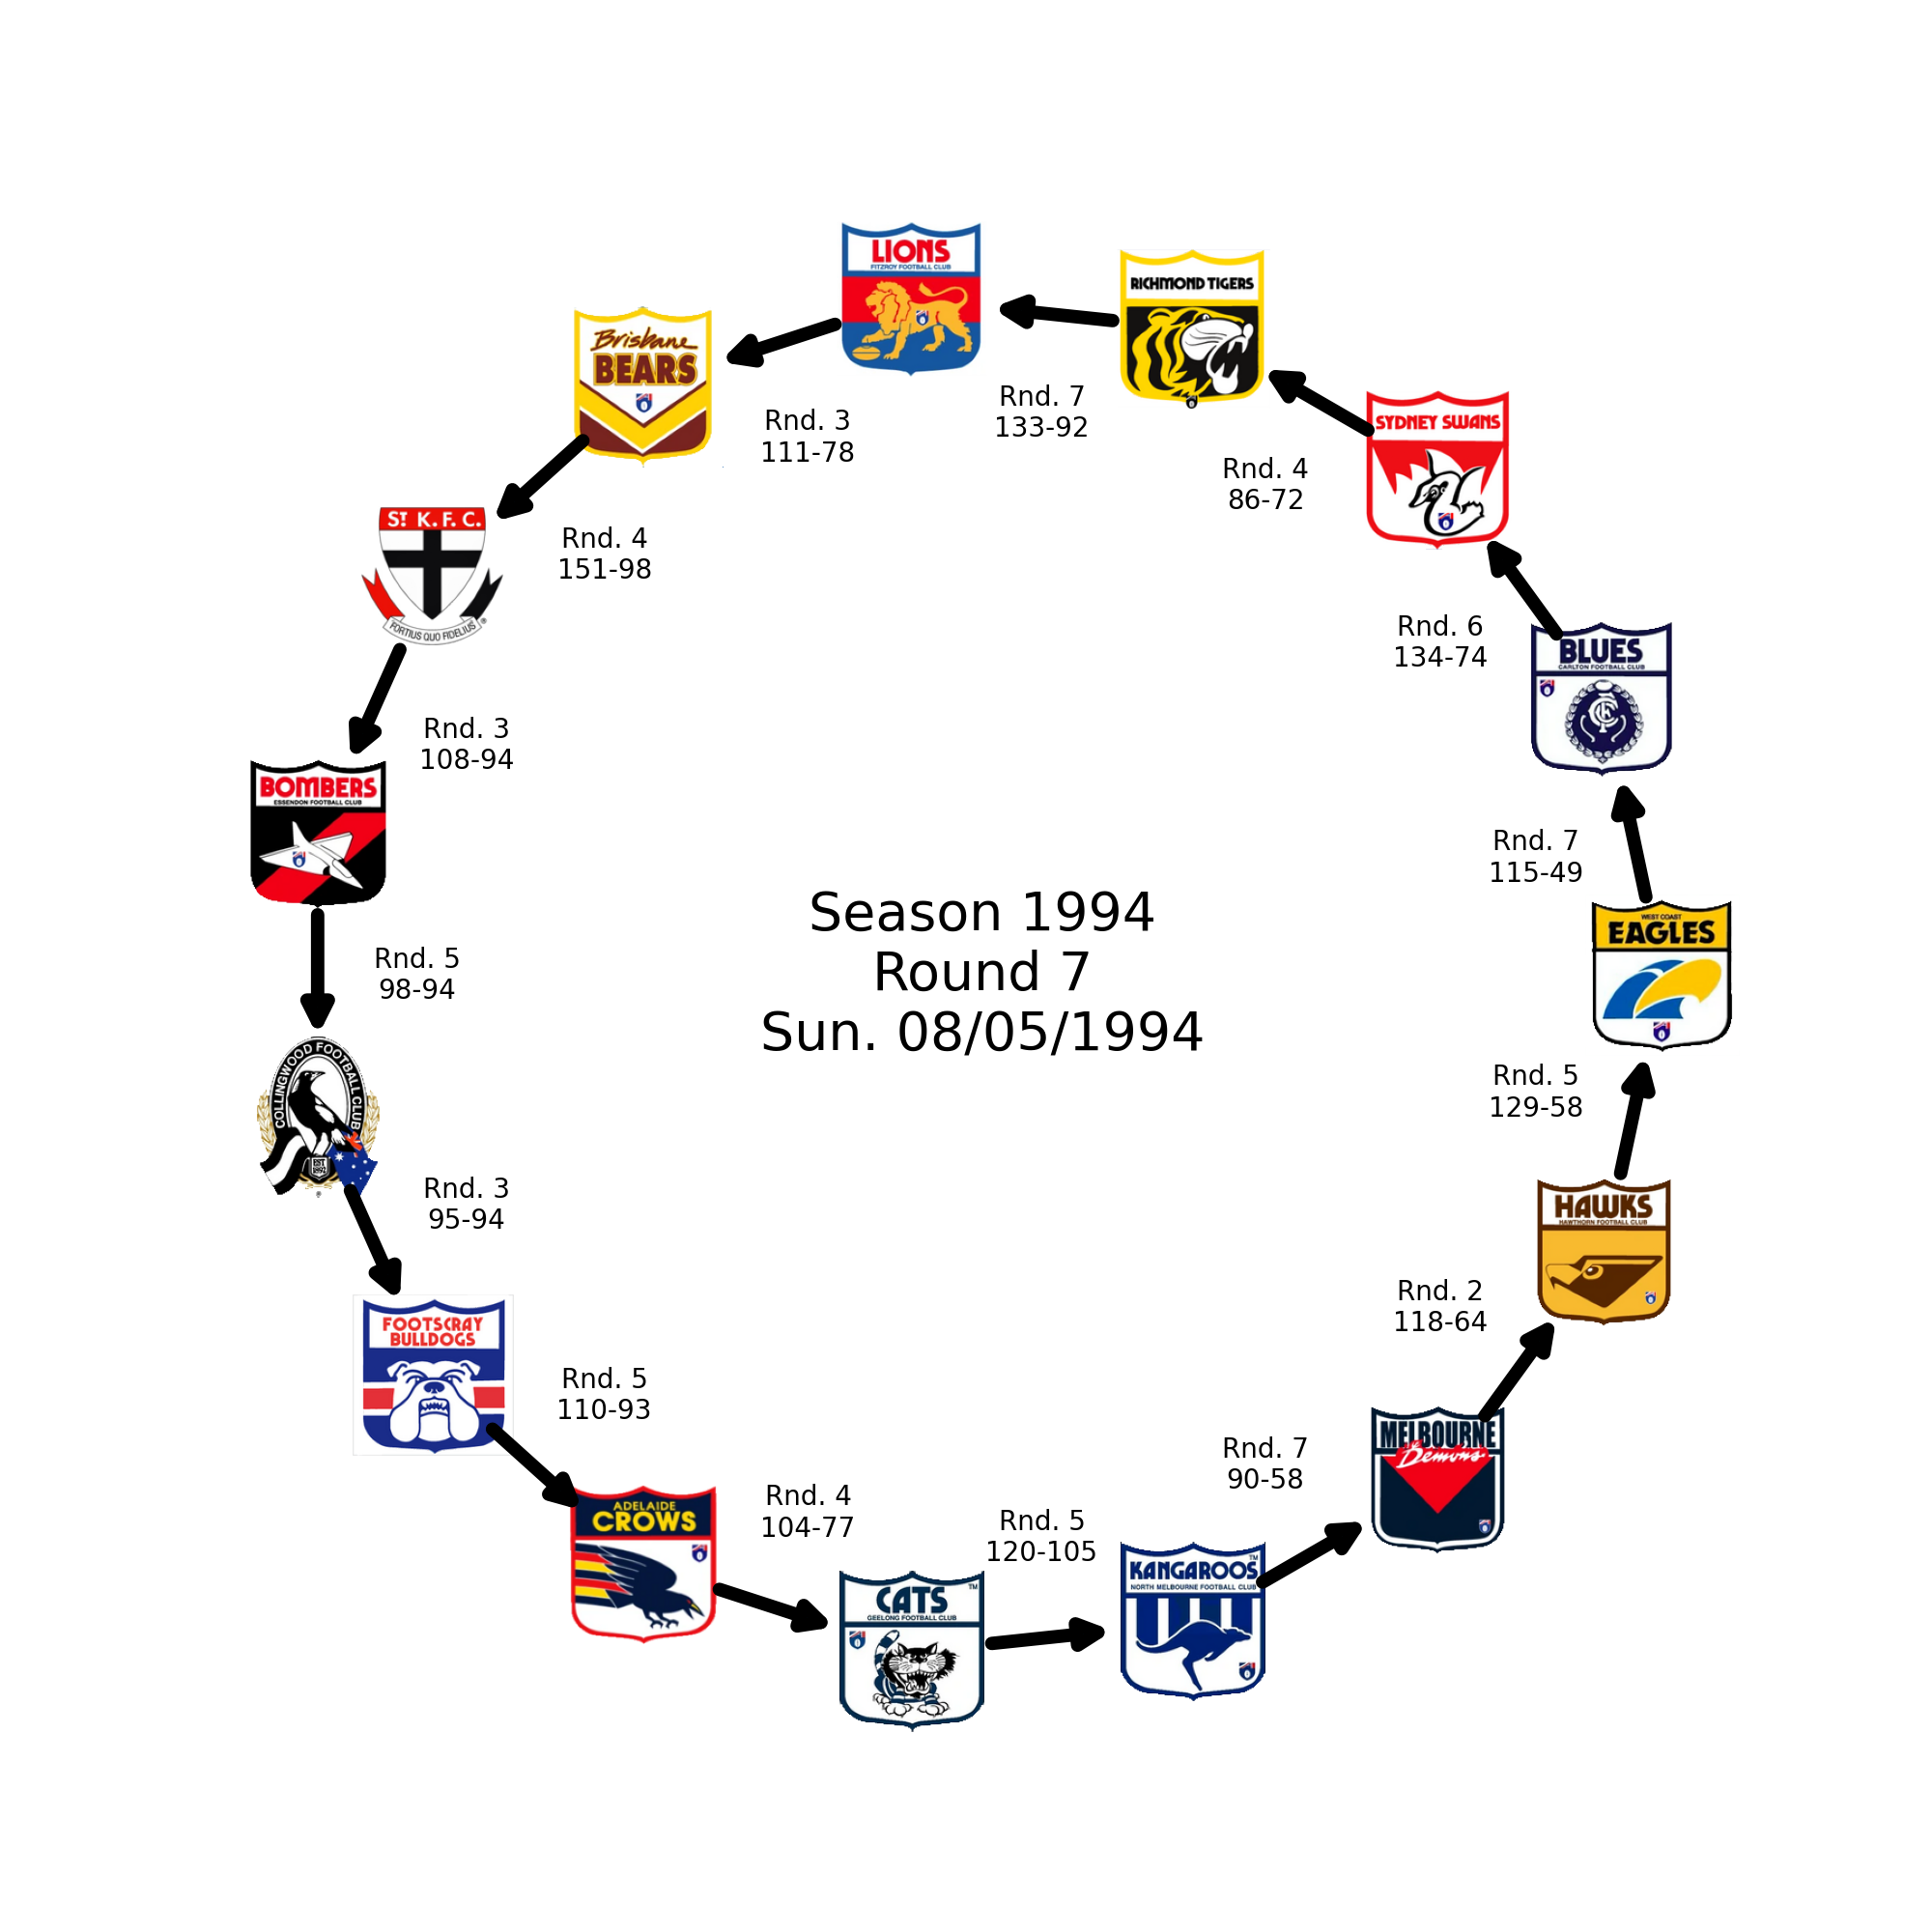 LIONS
FITZROY FOOTBALL CLUB
RICHMOND TIGERS
Brisbane
BEARS
Rnd. 7
133-92
SYDNEY SWANS
Rnd. 3
111-78
Rnd. 4
86-72
ST K.F.C.
FORTIUS QUO FIDELIUS
®
Rnd. 4
151-98
Rnd. 6
134-74
BLUES
CARLTON FOOTBALL CLUB
CFC
Rnd. 3
108-94
BOMBERS
ESSENDON FOOTBALL CLUB
Rnd. 7
115-49
Season 1994
Round 7
Sun. 08/05/1994
WEST COAST
EAGLES
Rnd. 5
98-94
COLLINGWOOD FOOTBALL CLUB
EST
1892
®
Rnd. 5
129-58
Rnd. 3
95-94
HAWKS
HAWTHORN FOOTBALL CLUB
Rnd. 2
118-64
FOOTSCRAY
BULLDOGS
Rnd. 5
110-93
MELBOURNE
Demons
Rnd. 7
90-58
ADELAIDE
CROWS
Rnd. 4
104-77
Rnd. 5
120-105
CATS
TM
GEELONG FOOTBALL CLUB
TM
KANGAROOS
NORTH MELBOURNE FOOTBALL CLUB